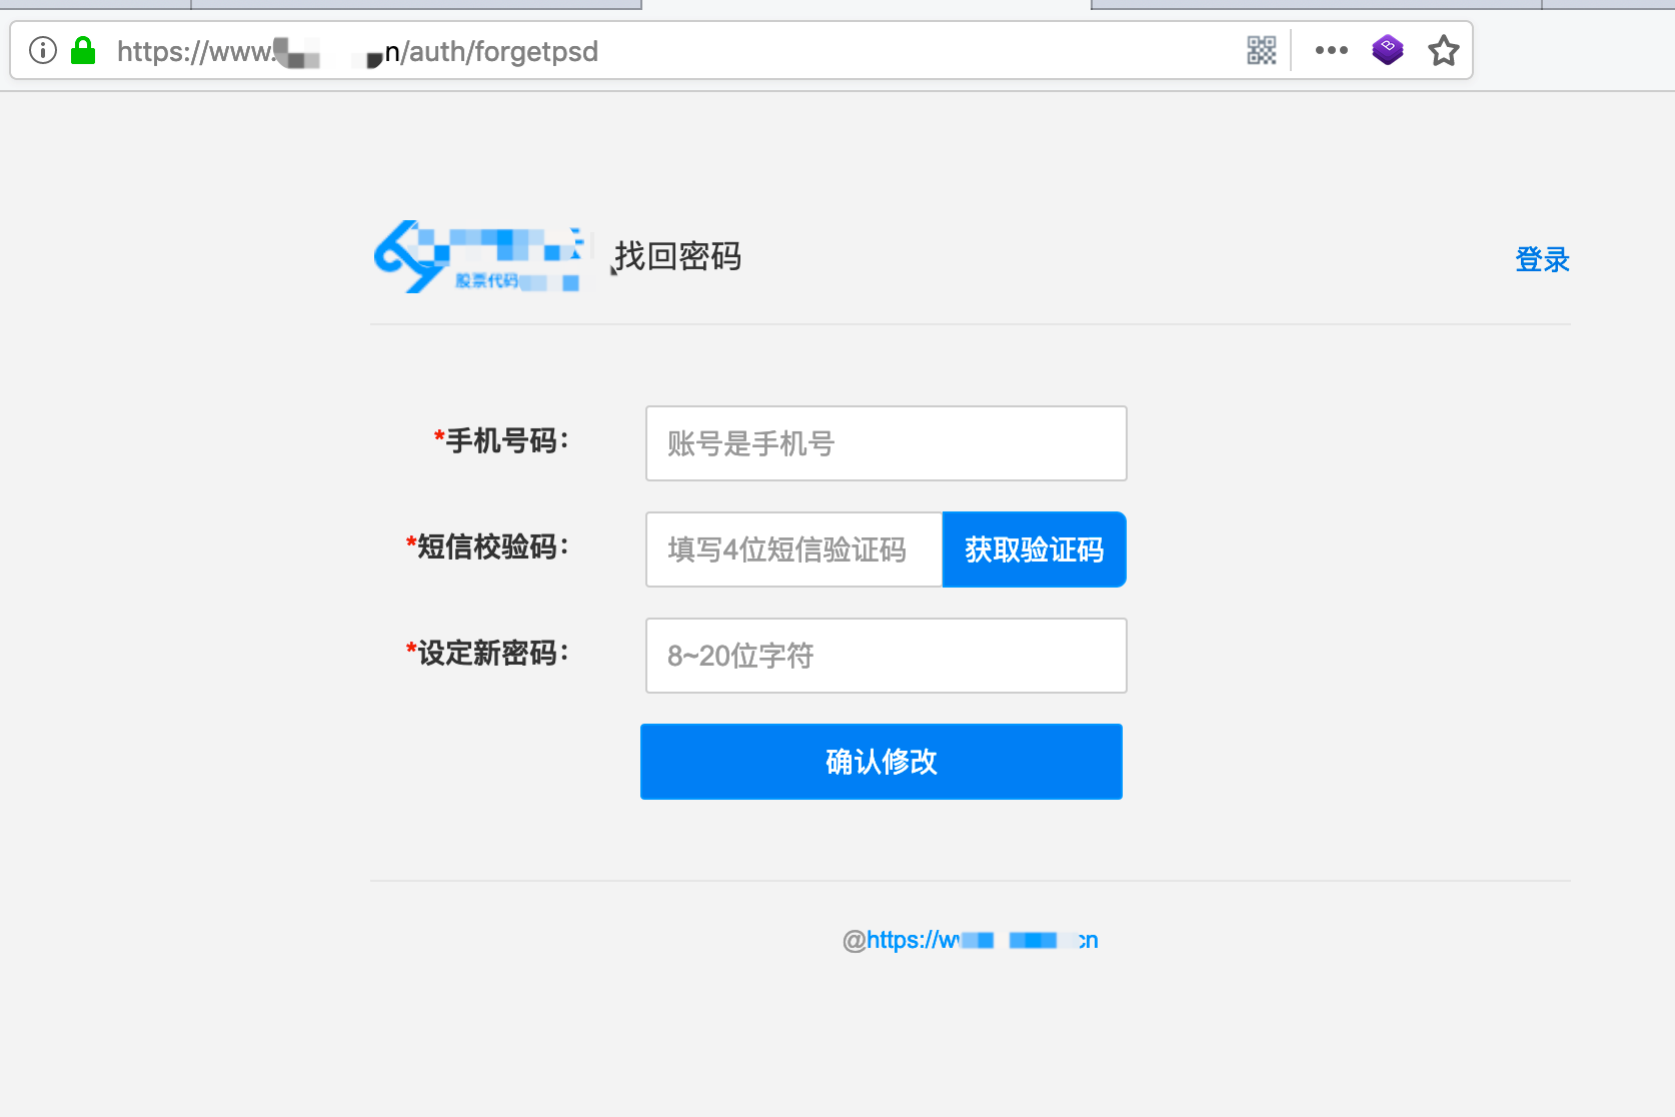 https://www. n/auth/forgetpsd
股票代码
找回密码
登录
*手机号码：
账号是手机号
*短信校验码：
填写4位短信验证码
获取验证码
*设定新密码：
8~20位字符
确认修改
@https://w cn